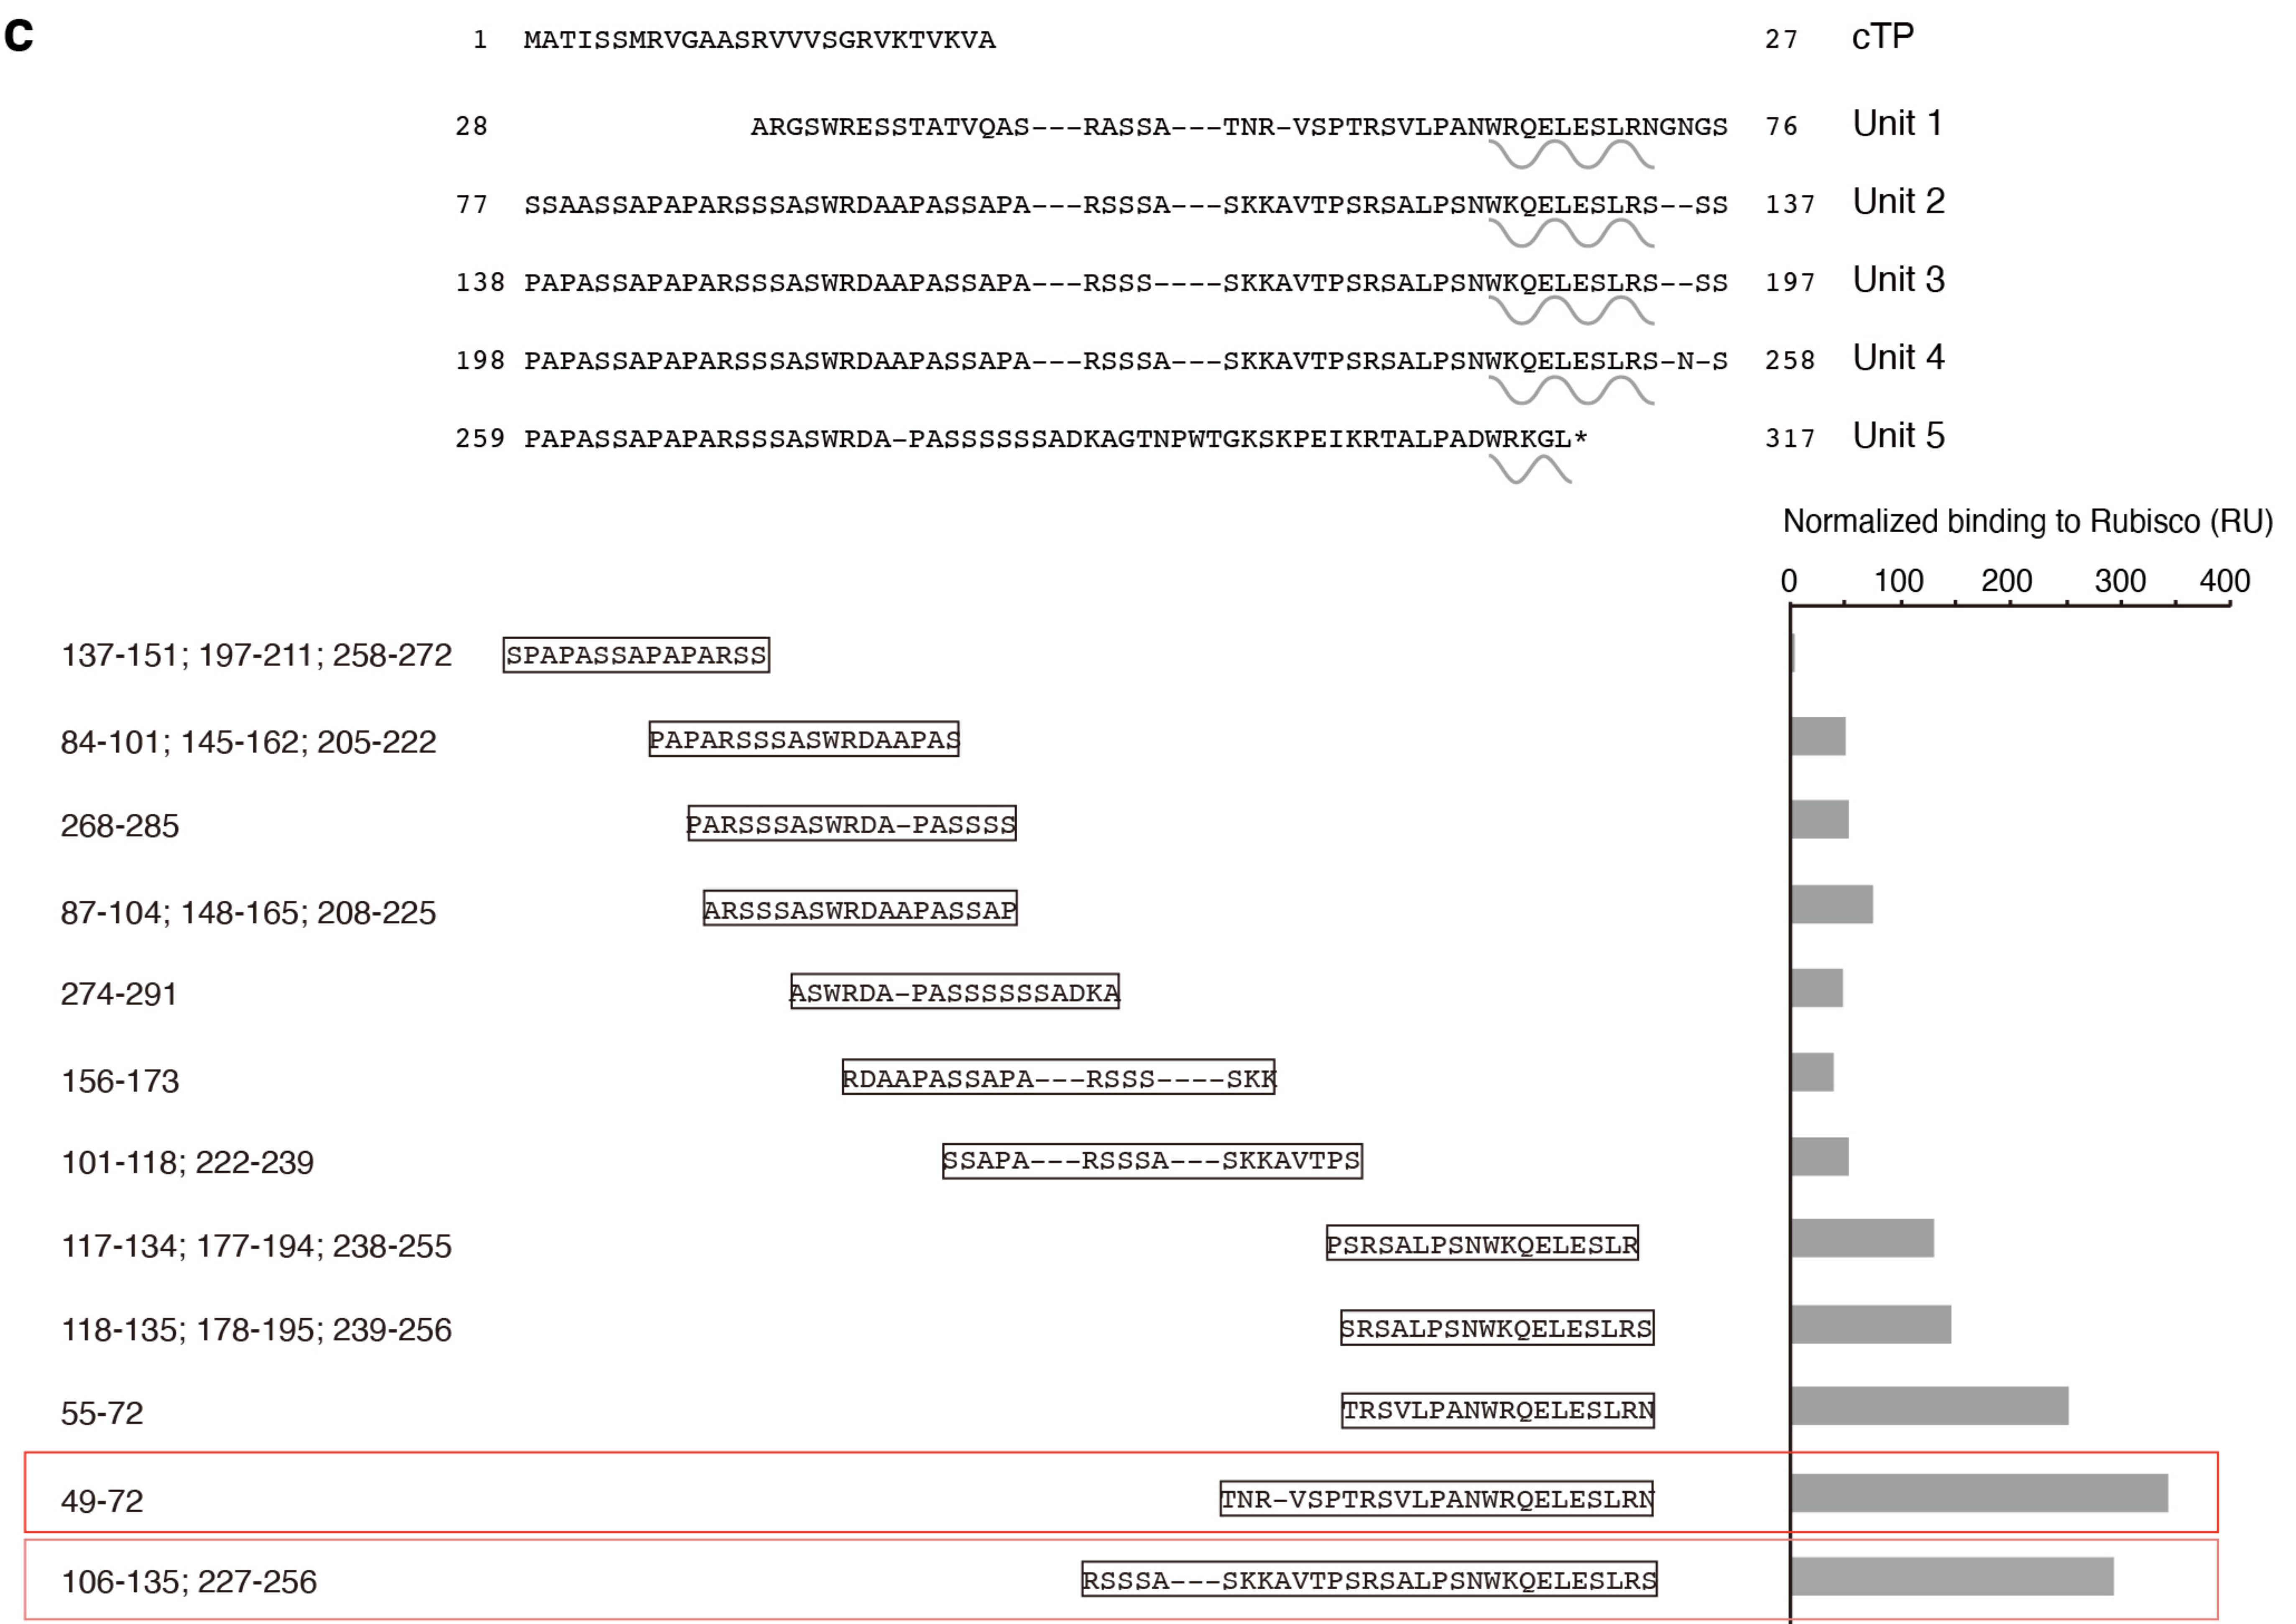 c
1 MATISSMRVGAASRVVVSGRVKTVKVA 27 cTP
28 ARGSWRESSTATVQAS---RASSA---TNR-VSPTRSVLPANWRQELESLRNGNGS 76 Unit 1
77 SSAASSAPAPARSSSASWRDAAPASSAPA---RSSSA---SKKAVTPSRSALPSNWKQELESLRS--SS 137 Unit 2
138 PAPASSAPAPARSSSASWRDAAPASSAPA---RSSS----SKKAVTPSRSALPSNWKQELESLRS--SS 197 Unit 3
198 PAPASSAPAPARSSSASWRDAAPASSAPA---RSSSA---SKKAVTPSRSALPSNWKQELESLRS-N-S 258 Unit 4
259 PAPASSAPAPARSSSASWRDA-PASSSSSSADKAGTNPWTGKSKPEIKRTALPADWRKGL* 317 Unit 5
Normalized binding to Rubisco (RU)
0 100 200 300 400
137-151; 197-211; 258-272 SPAPASSAPAPARSS
84-101; 145-162; 205-222 PAPARSSSASWRDAAPAS
268-285 PARSSSASWRDA-PASSSS
87-104; 148-165; 208-225 ARSSSASWRDAAPASSAP
274-291 ASWRDA-PASSSSSSADKA
156-173 RDAAPASSAPA---RSSS----SKK
101-118; 222-239 SSAPA---RSSSA---SKKAVTPS
117-134; 177-194; 238-255 PSRSALPSNWKQELESLR
118-135; 178-195; 239-256 SRSALPSNWKQELESLRS
55-72 TRSVLPANWRQELESLRN
49-72 TNR-VSPTRSVLPANWRQELESLRN
106-135; 227-256 RSSSA---SKKAVTPSRSALPSNWKQELESLRS